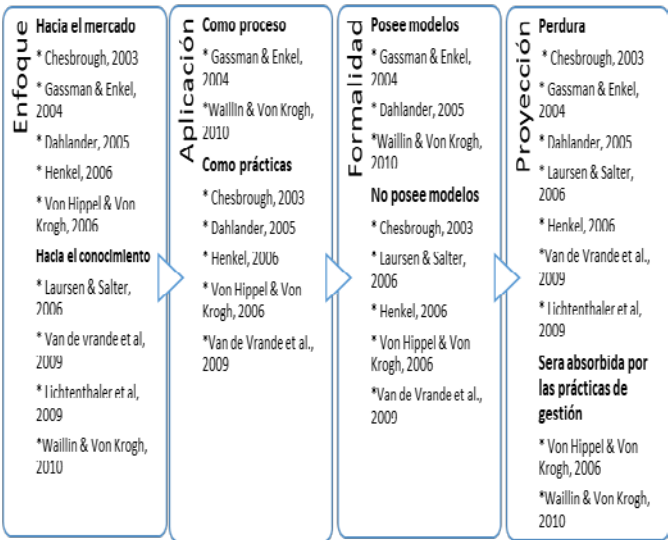 Enfoque
Hacia el mercado
* Chesbrough, 2003
* Gassman & Enkel,
2004
* Dahlander, 2005
* Henkel, 2006
* Von Hippel & Von
Krogh, 2006
Hacia el conocimiento
* Laursen & Salter,
2006
* Van de vrande et al,
2009
* Lichtenthaler et al,
2009
*Waillin & Von Krogh,
2010
Aplicación
Como proceso
* Gassman & Enkel,
2004
*Waillin & Von Krogh,
2010
Como prácticas
* Chesbrough, 2003
* Dahlander, 2005
* Henkel, 2006
* Von Hippel & Von
Krogh, 2006
*Van de Vrande et al.,
2009
Formalidad
Posee modelos
* Gassman & Enkel,
2004
* Dahlander, 2005
*Waillin & Von Krogh,
2010
No posee modelos
* Chesbrough, 2003
* Laursen & Salter,
2006
* Henkel, 2006
* Von Hippel & Von
Krogh, 2006
*Van de Vrande et al.,
2009
Proyección
Perdura
* Chesbrough, 2003
* Gassman & Enkel,
2004
* Dahlander, 2005
* Laursen & Salter,
2006
* Henkel, 2006
*Van de Vrande et al.,
2009
* Lichtenthaler et al.,
2009
Sera absorbida por
las prácticas de
gestión
* Von Hippel & Von
Krogh, 2006
*Waillin & Von Krogh,
2010